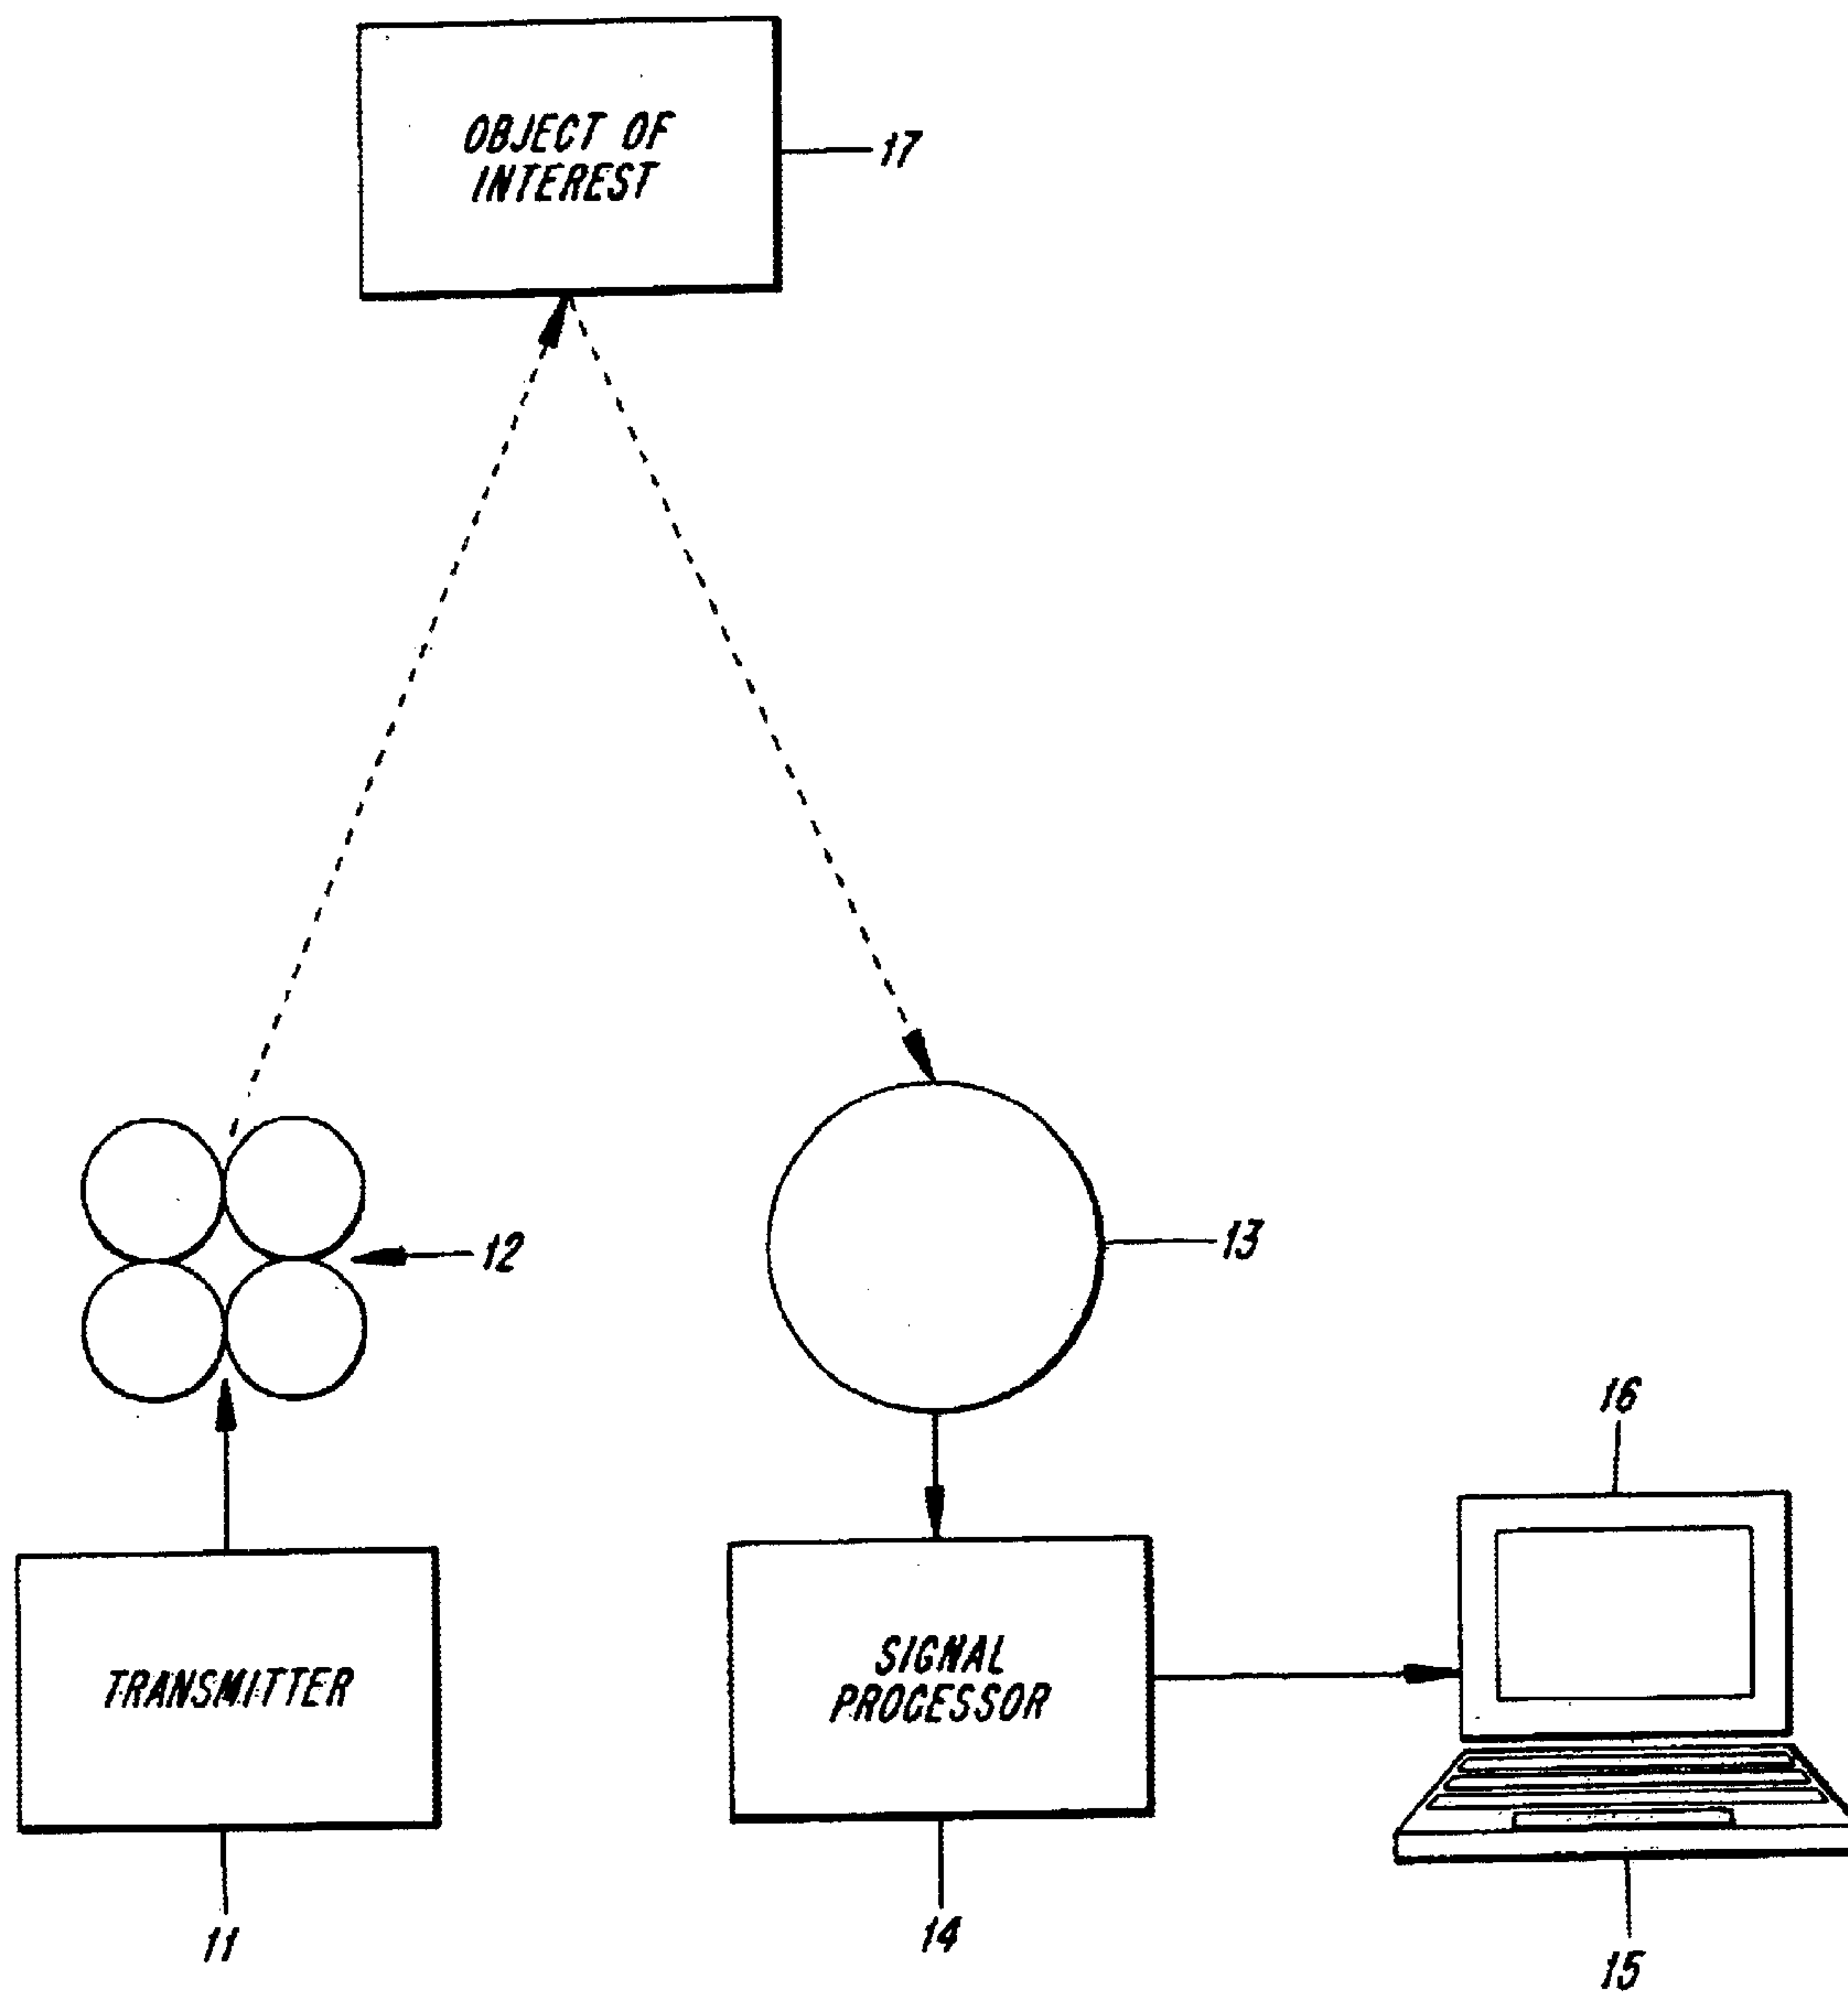 OBJECT OF
INTEREST
17
12
13
16
TRANSMITTER
SIGNAL
PROCESSOR
11
14
15